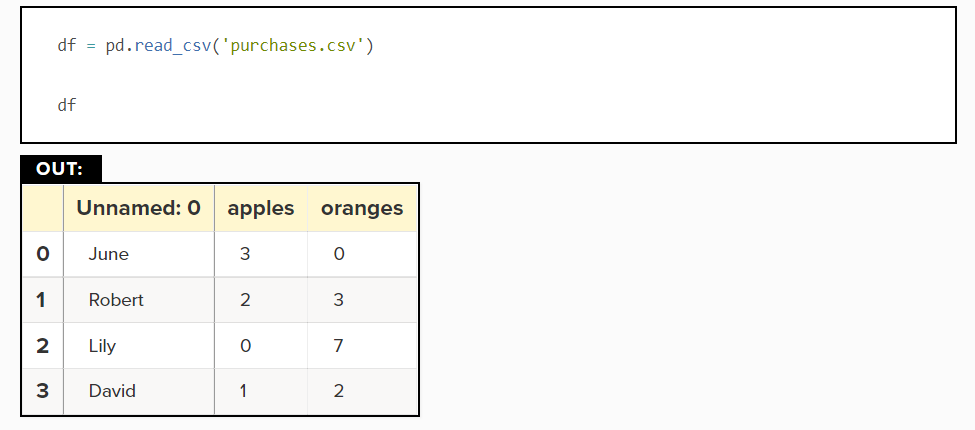 df = pd.read_csv('purchases.csv')
df
OUT:
Unnamed: 0 apples oranges
0 June 3 0
1 Robert 2 3
2 Lily 0 7
3 David 1 2